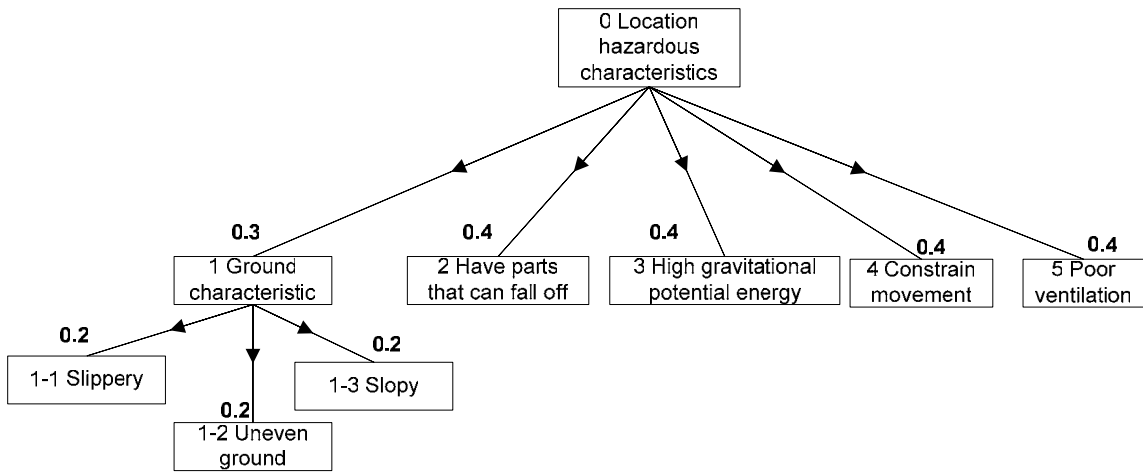 0 Location
hazardous
characteristics
0.3
0.4
0.4
0.4
0.4
1 Ground
characteristic
2 Have parts
that can fall off
3 High gravitational
potential energy
4 Constrain
movement
5 Poor
ventilation
0.2
0.2
0.2
1-1 Slippery
1-3 Slopy
1-2 Uneven
ground